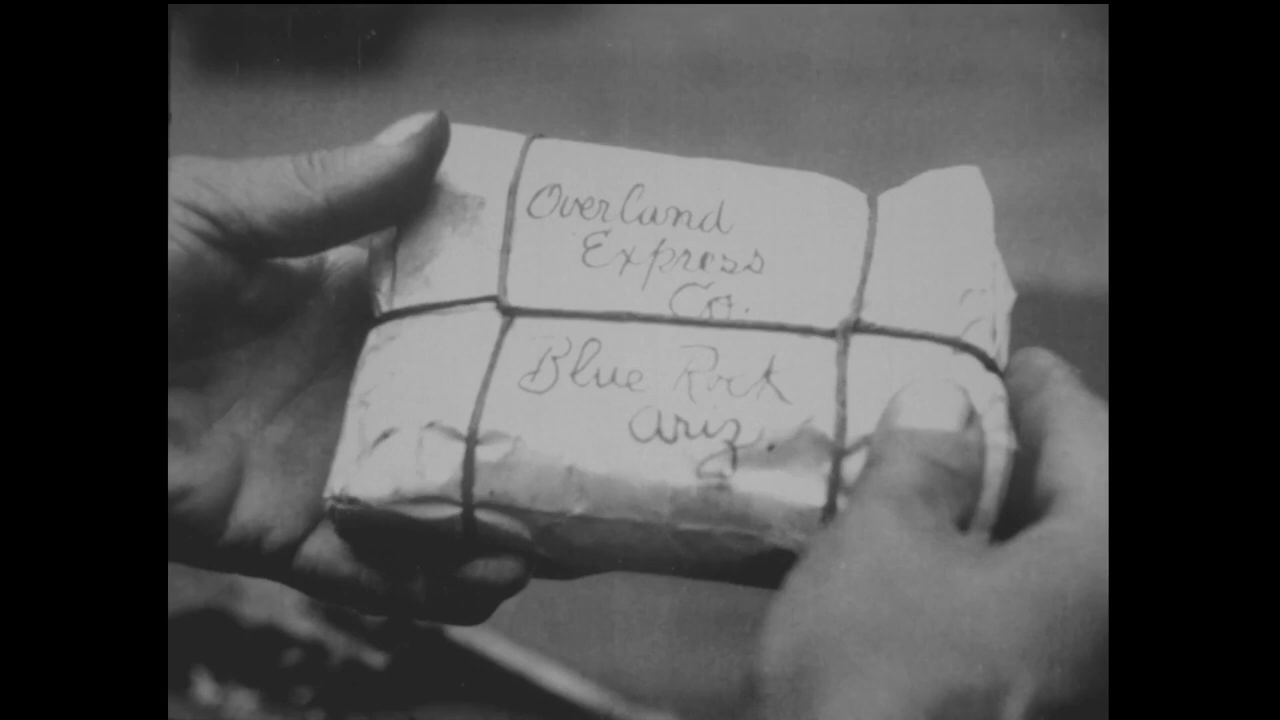 Overland
Express
Co.
Blue Rock
Ariz.